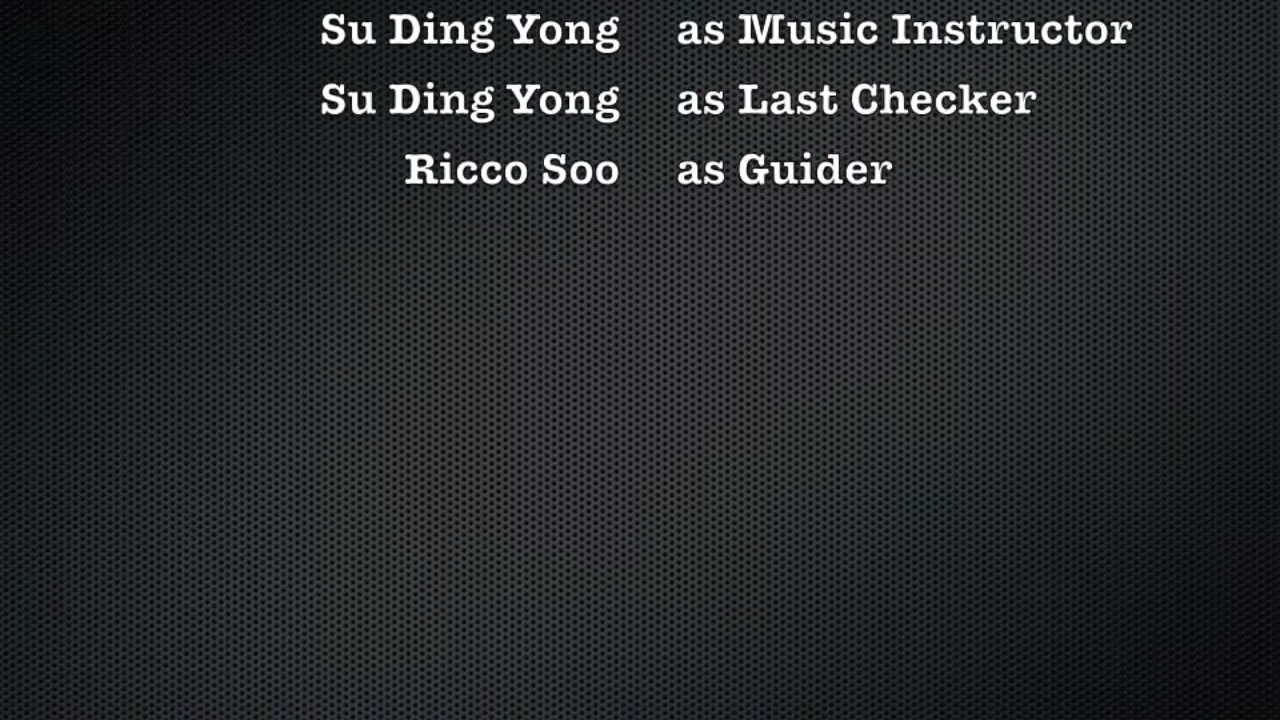 Su Ding Yong as Music Instructor
Su Ding Yong as Last Checker
Ricco Soo as Guider